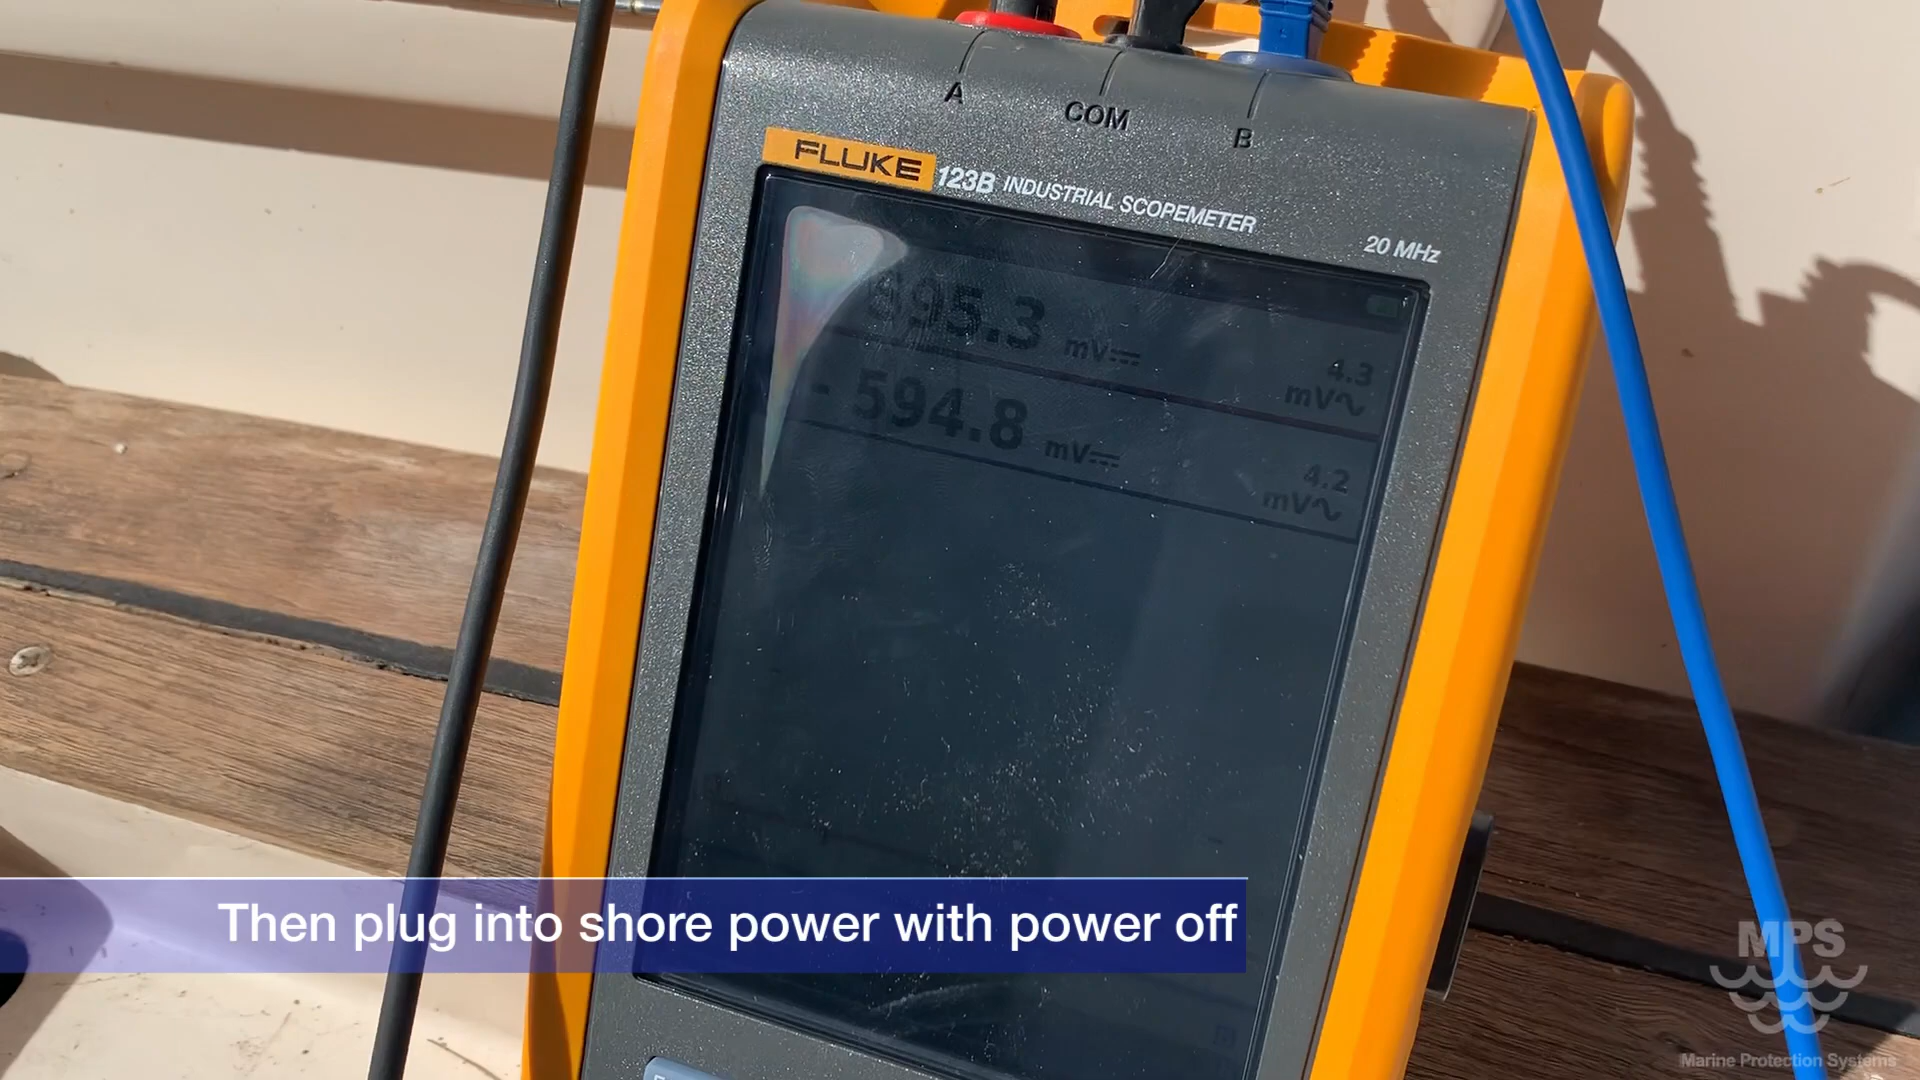 A
COM
B
FLUKE 123B INDUSTRIAL SCOPEMETER
20 MHz
595.3 mV
4.3
mV
- 594.8 mV
4.2
mV
Then plug into shore power with power off
MPS
Marine Protection Systems